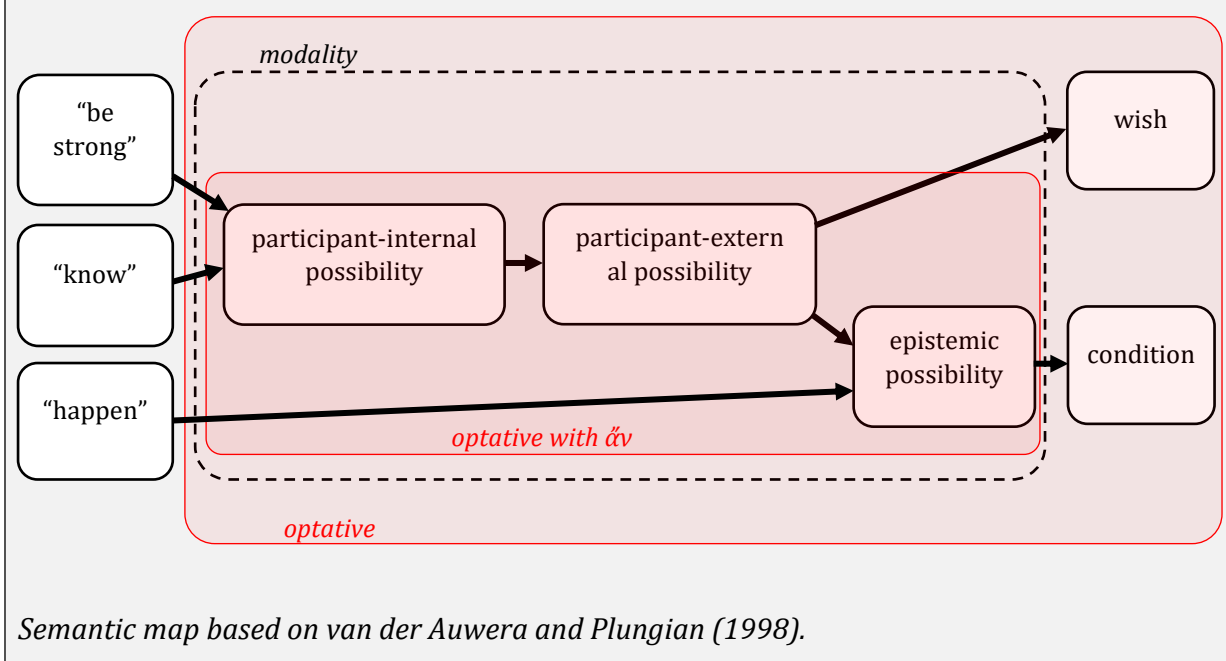 modality
“be
strong”
wish
participant-internal
possibility
participant-extern
al possibility
“know”
epistemic
possibility
condition
“happen”
optative with ἄν
optative
Semantic map based on van der Auwera and Plungian (1998).